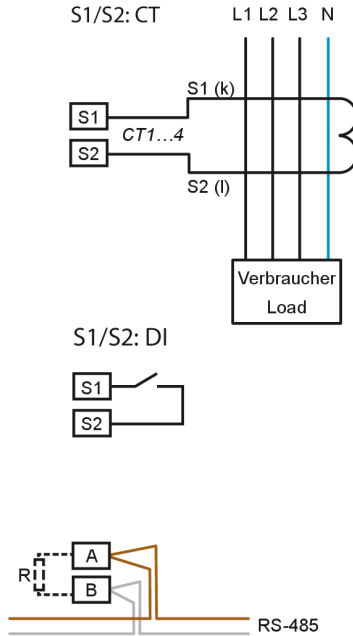 S1/S2: CT
L1 L2 L3 N
S1 (k)
S1
CT1...4
S2
S2 (l)
Verbraucher
Load
S1/S2: DI
S1
S2
A
R
B
RS-485